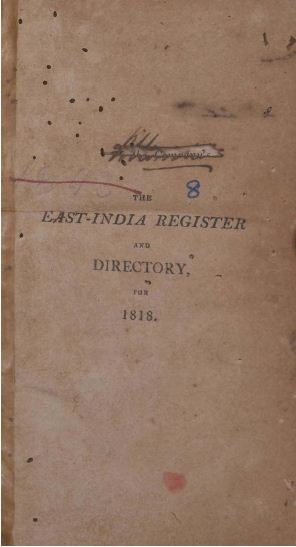 8
THE
EAST-INDIA REGISTER
AND
DIRECTORY,
FOR
1818.